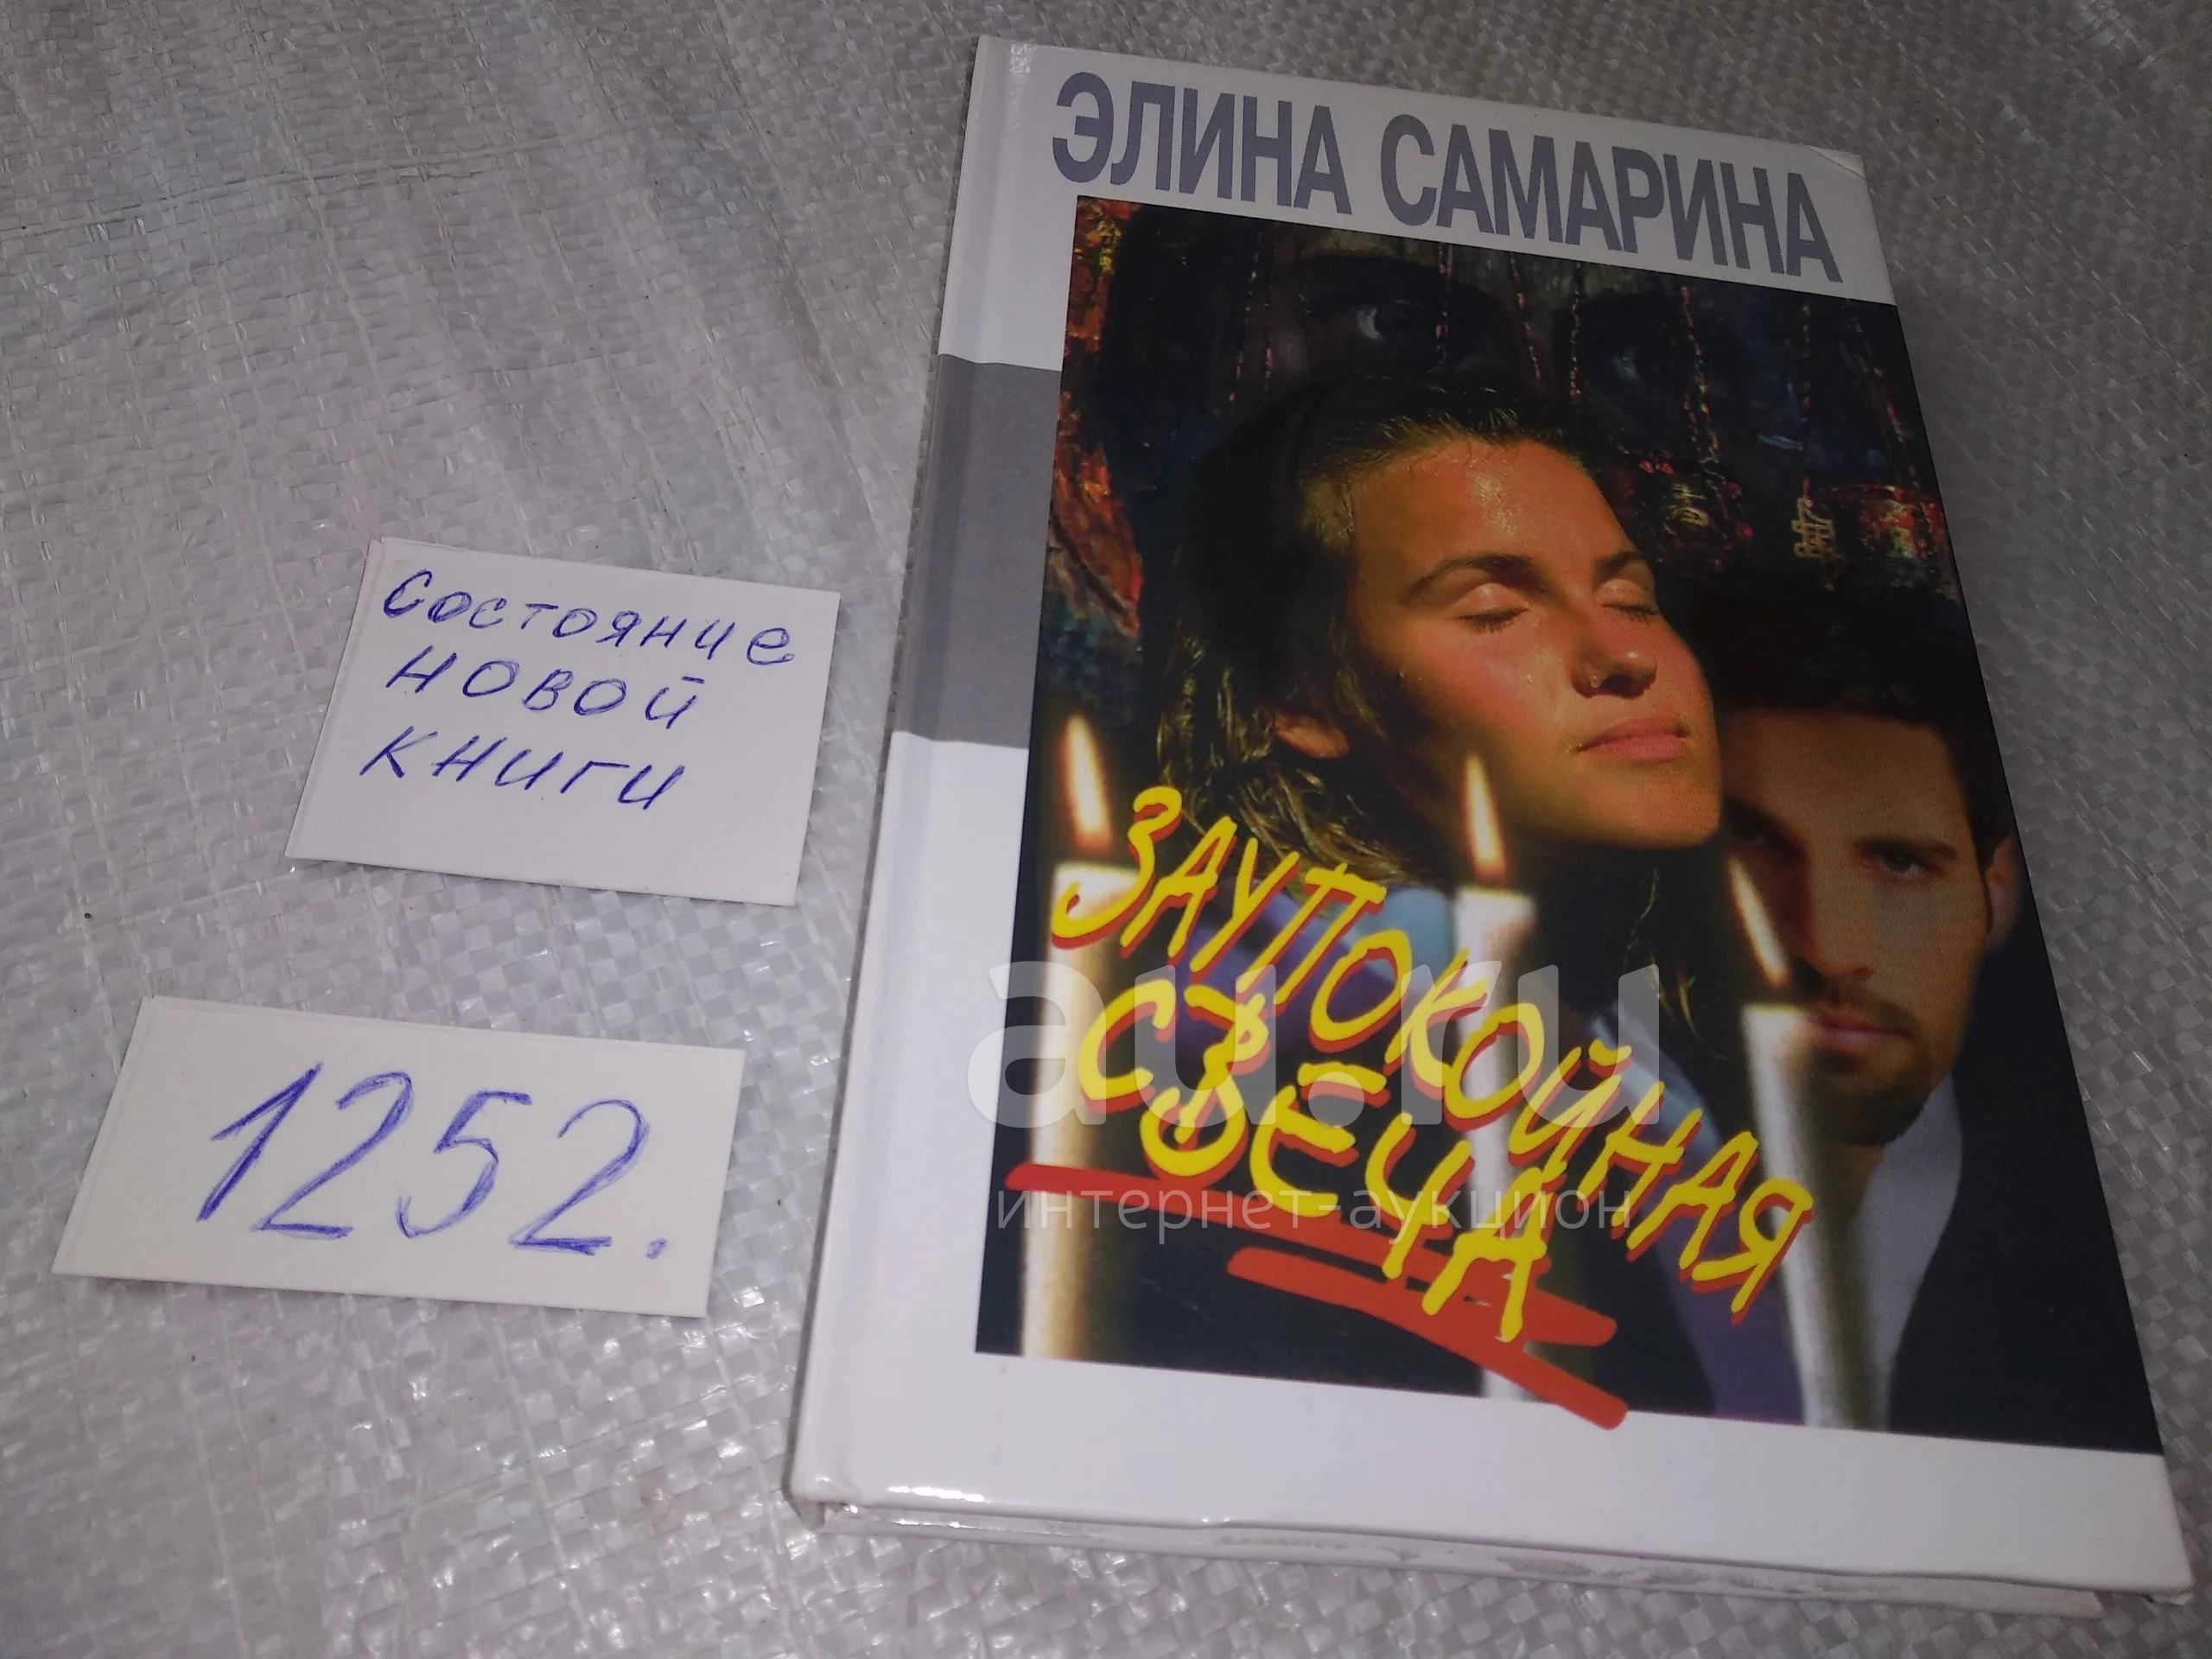 ЭЛИНА САМАРИНА
Состояние
новой
книги
ЗАУПОКОЙНАЯ
СВЕЧА
1252.
au.ru
интернет-аукцион